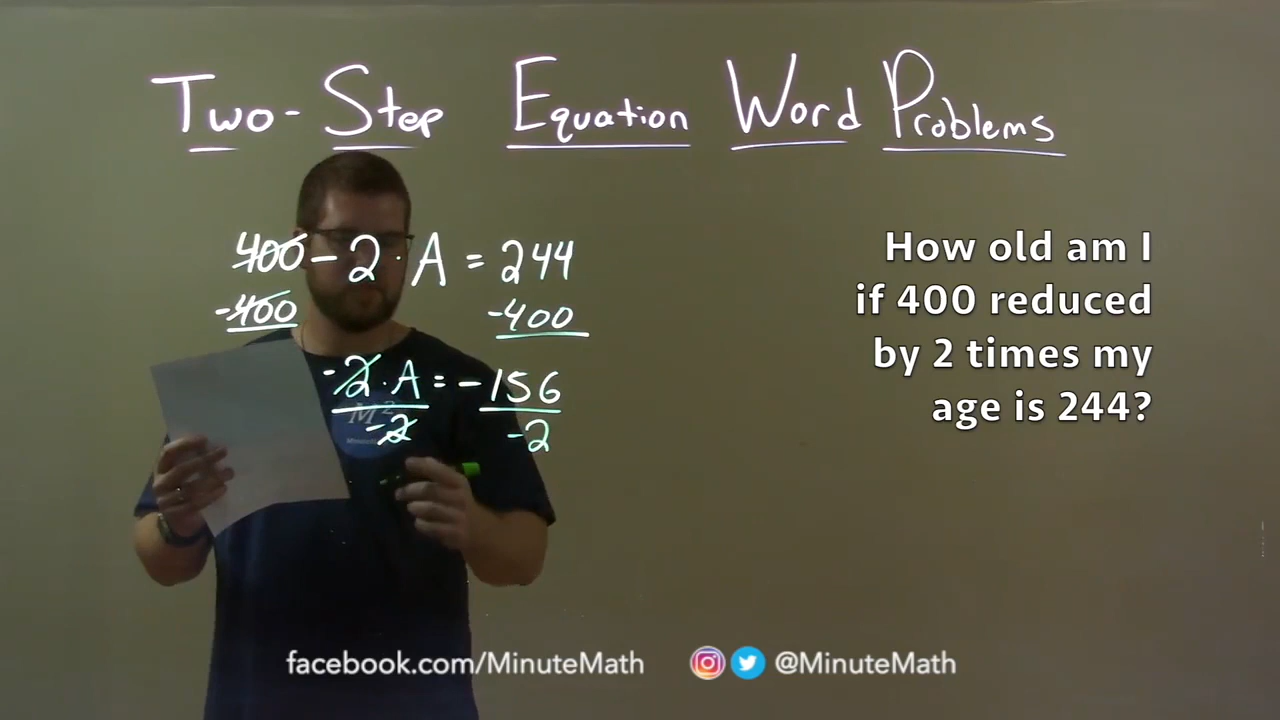 Two-Step Equation Word Problems
400 - 2 · A = 244
-400 -400
-2 · A = -156
-2 -2
How old am I
if 400 reduced
by 2 times my
age is 244?
M²
facebook.com/MinuteMath @MinuteMath